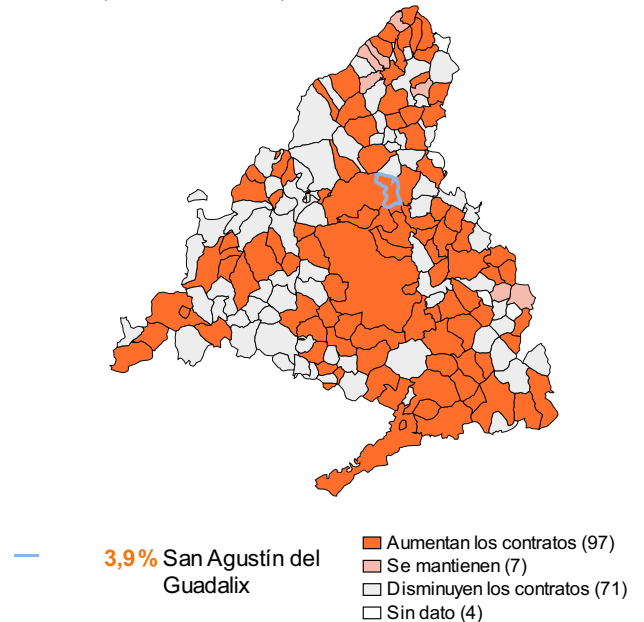 3,9% San Agustín del
Guadalix
Aumentan los contratos (97)
Se mantienen (7)
Disminuyen los contratos (71)
Sin dato (4)